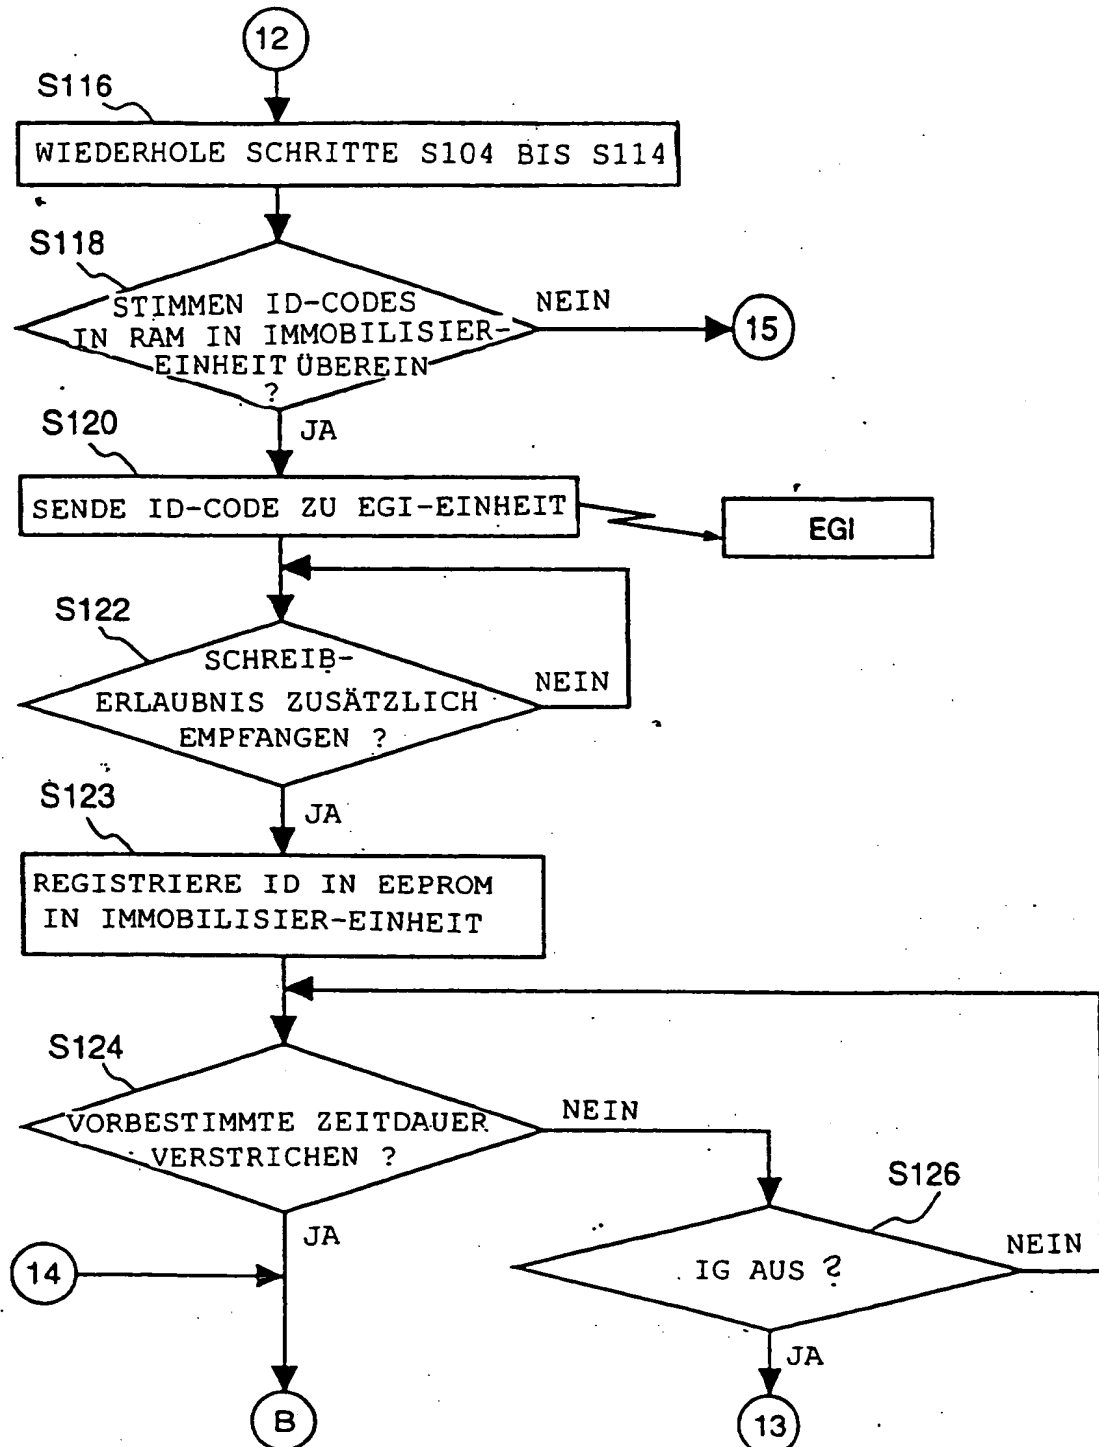 12
S116
WIEDERHOLE SCHRITTE S104 BIS S114
S118
STIMMEN ID-CODES
IN RAM IN IMMOBILISIER-
EINHEIT ÜBEREIN
?
NEIN
15
JA
S120
SENDE ID-CODE ZU EGI-EINHEIT
EGI
S122
SCHREIB-
ERLAUBNIS ZUSÄTZLICH
EMPFANGEN ?
NEIN
JA
S123
REGISTRIERE ID IN EEPROM
IN IMMOBILISIER-EINHEIT
S124
VORBESTIMMTE ZEITDAUER
VERSTRICHEN ?
NEIN
JA
S126
IG AUS ?
NEIN
14
JA
B
13